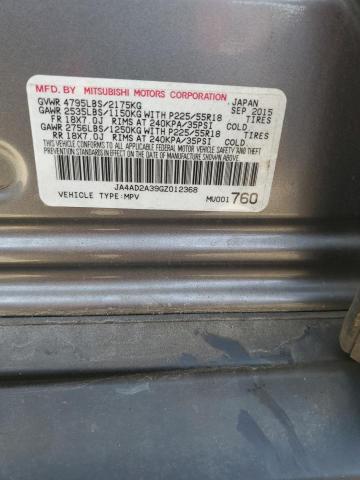 MFD. BY MITSUBISHI MOTORS CORPORATION. JAPAN
GVWR 4795LBS/2175KG SEP 2015
GAWR 2535LBS/1150KG WITH P225/55R18 TIRES
FR 18X7.0J RIMS AT 240KPA/35PSI COLD
GAWR 2756LBS/1250KG WITH P225/55R18 TIRES
RR 18X7.0J RIMS AT 240KPA/35PSI COLD
THIS VEHICLE CONFORMS TO ALL APPLICABLE
FEDERAL MOTOR VEHICLE SAFETY AND
THEFT PREVENTION STANDARDS IN EFFECT ON
THE DATE OF MANUFACTURE SHOWN ABOVE.
JA4AD2A39GZ012368
VEHICLE TYPE:MPV MU001 760